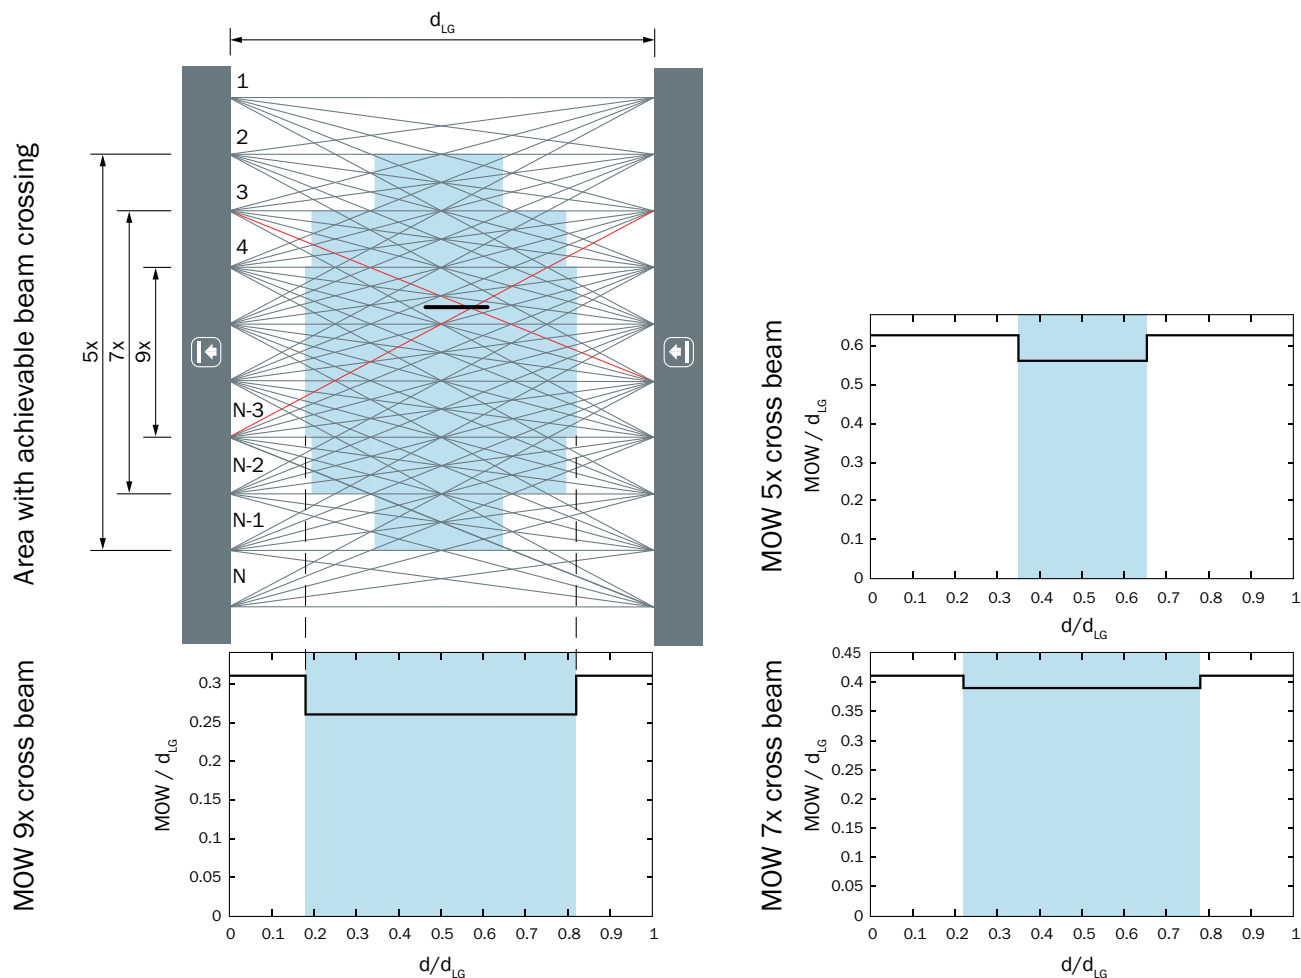 d_LG
Area with achievable beam crossing
5x
7x
9x
1
2
3
4
N-3
N-2
N-1
N
MOW 5x cross beam
MOW / d_LG
0.6
0.5
0.4
0.3
0.2
0.1
0
0 0.1 0.2 0.3 0.4 0.5 0.6 0.7 0.8 0.9 1
d/d_LG
MOW 9x cross beam
MOW / d_LG
0.3
0.25
0.2
0.15
0.1
0.05
0
0 0.1 0.2 0.3 0.4 0.5 0.6 0.7 0.8 0.9 1
d/d_LG
MOW 7x cross beam
MOW / d_LG
0.45
0.4
0.35
0.3
0.25
0.2
0.15
0.1
0.05
0
0 0.1 0.2 0.3 0.4 0.5 0.6 0.7 0.8 0.9 1
d/d_LG